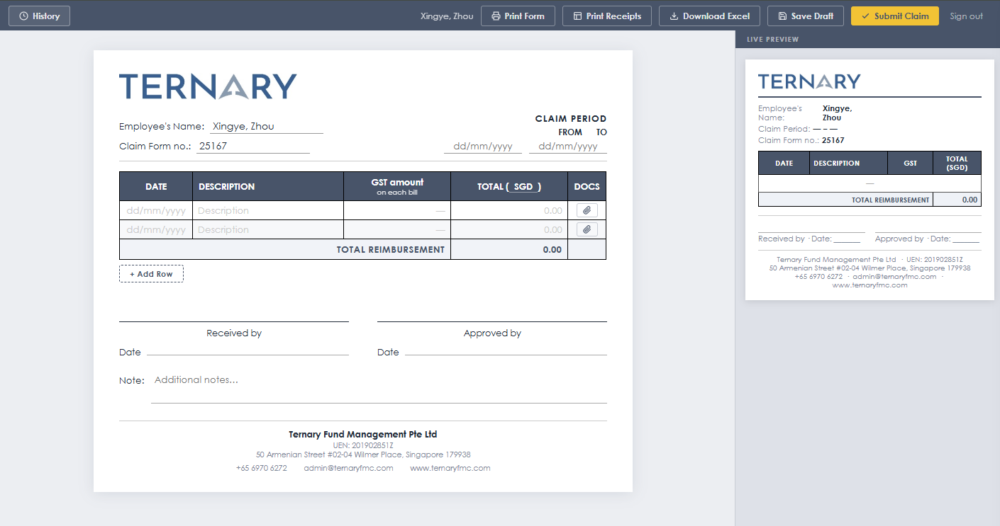 History
Xingye, Zhou
Print Form
Print Receipts
Download Excel
Save Draft
Submit Claim
Sign out
TERNARY
CLAIM PERIOD
FROM TO
Employee's Name: Xingye, Zhou
Claim Form no.: 25167
dd/mm/yyyy dd/mm/yyyy
DATE DESCRIPTION GST amount on each bill TOTAL ( SGD ) DOCS
dd/mm/yyyy Description — 0.00
dd/mm/yyyy Description — 0.00
TOTAL REIMBURSEMENT 0.00
+ Add Row
Received by Approved by
Date Date
Note: Additional notes...
Ternary Fund Management Pte Ltd
UEN: 201902851Z
50 Armenian Street #02-04 Wilmer Place, Singapore 179938
+65 6970 6272 admin@ternaryfmc.com www.ternaryfmc.com
LIVE PREVIEW
TERNARY
Employee's Name: Xingye, Zhou
Claim Period: — – —
Claim Form no.: 25167
DATE DESCRIPTION GST TOTAL (SGD)
—
TOTAL REIMBURSEMENT 0.00
Received by · Date: ______ Approved by · Date: ______
Ternary Fund Management Pte Ltd · UEN: 201902851Z
50 Armenian Street #02-04 Wilmer Place, Singapore 179938
+65 6970 6272 · admin@ternaryfmc.com ·
www.ternaryfmc.com